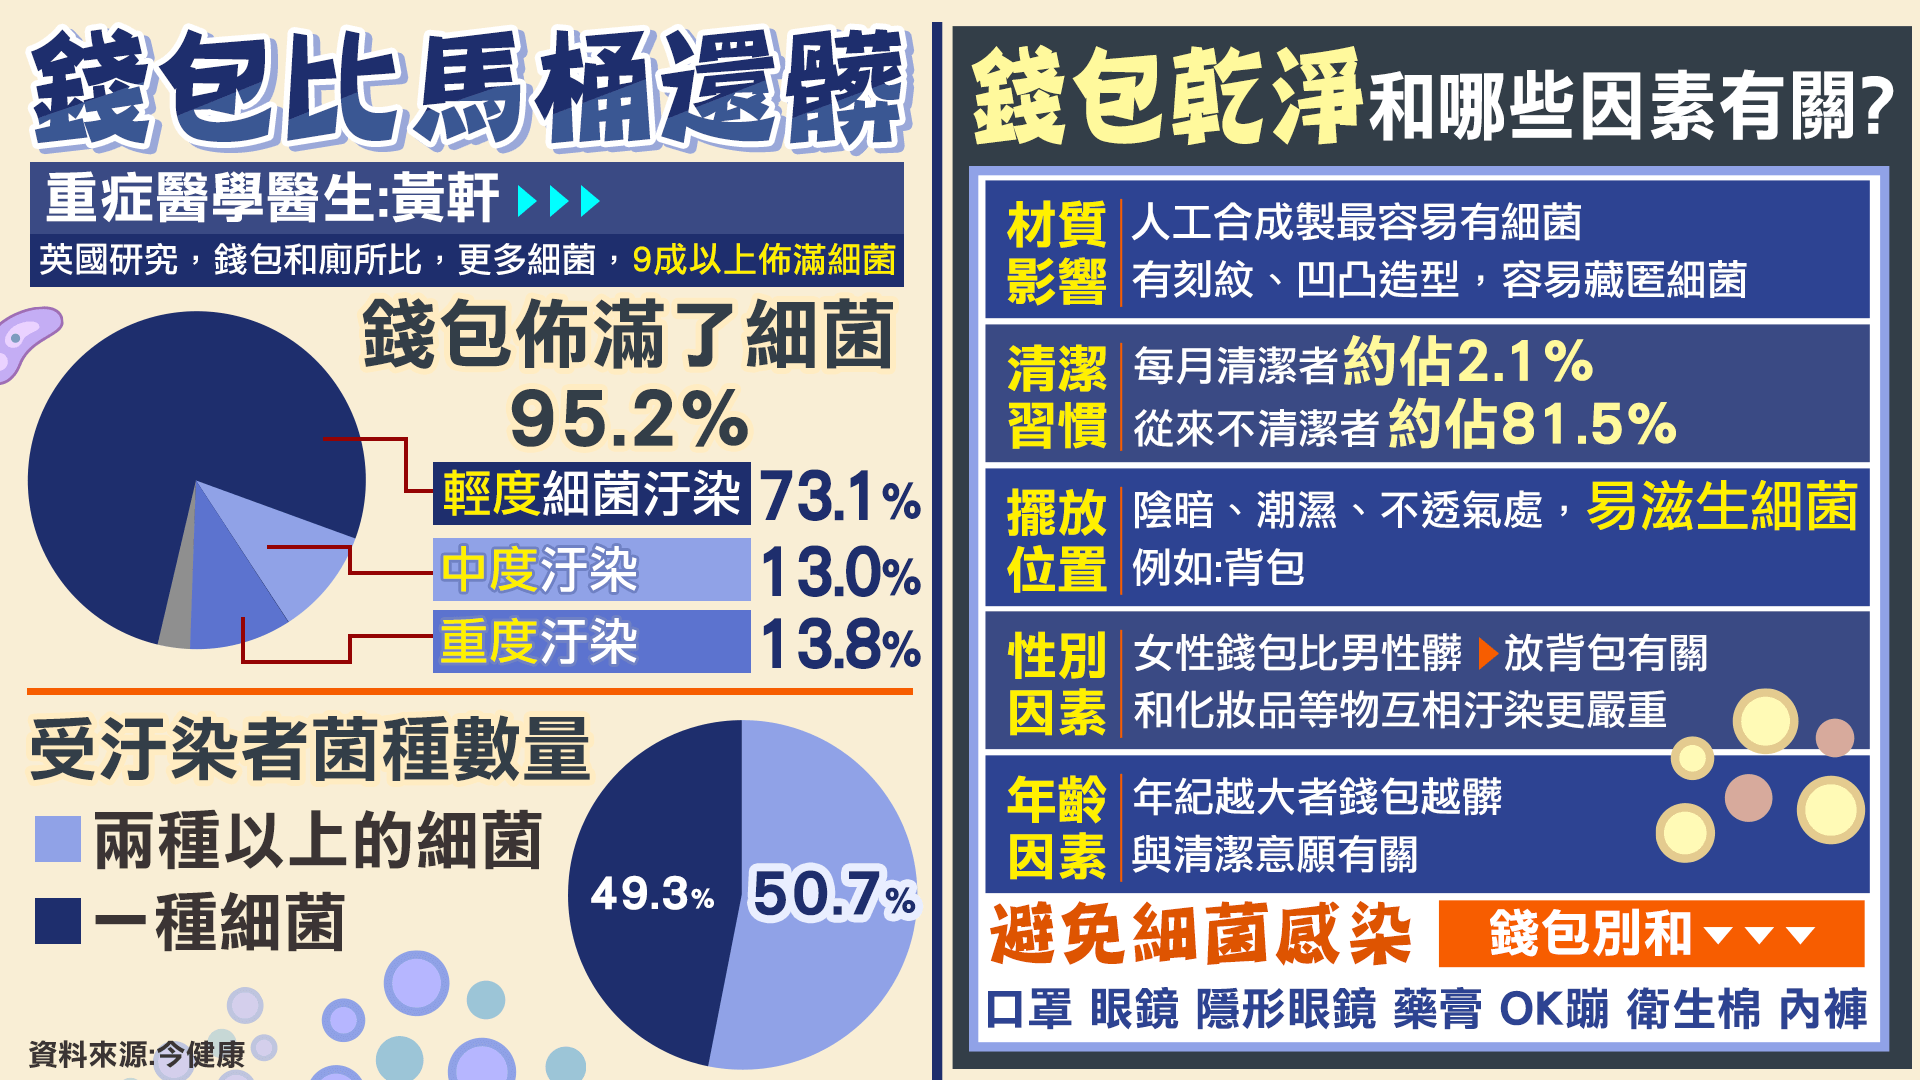 錢包比馬桶還髒
重症醫學醫生:黃軒
英國研究，錢包和廁所比，更多細菌，9成以上佈滿細菌
錢包佈滿了細菌
95.2%
輕度細菌汙染 73.1%
中度汙染 13.0%
重度汙染 13.8%
受汙染者菌種數量
兩種以上的細菌
一種細菌
49.3%
50.7%
資料來源:今健康
錢包乾淨和哪些因素有關?
材質影響
人工合成製最容易有細菌
有刻紋、凹凸造型，容易藏匿細菌
清潔習慣
每月清潔者約佔2.1%
從來不清潔者約佔81.5%
擺放位置
陰暗、潮濕、不透氣處，易滋生細菌
例如:背包
性別因素
女性錢包比男性髒▶放背包有關
和化妝品等物互相汙染更嚴重
年齡因素
年紀越大者錢包越髒
與清潔意願有關
避免細菌感染 錢包別和
口罩 眼鏡 隱形眼鏡 藥膏 OK蹦 衛生棉 內褲